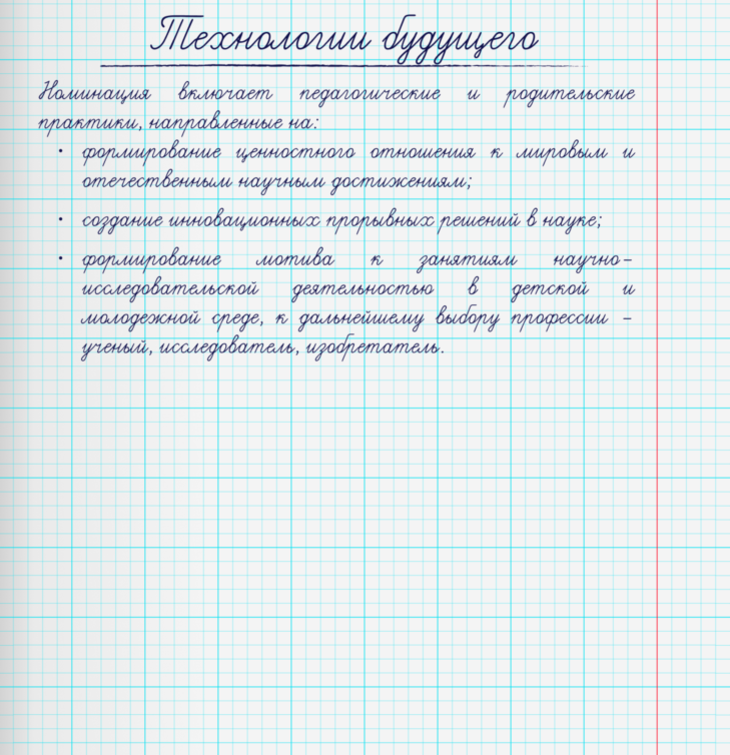 Технологии будущего
Номинация включает педагогические и родительские
практики, направленные на:
• формирование ценностного отношения к мировым и
отечественным научным достижениям;
• создание инновационных прорывных решений в науке;
• формирование мотива к занятиям научно-
исследовательской деятельностью в детской и
молодежной среде, к дальнейшему выбору профессии –
ученый, исследователь, изобретатель.